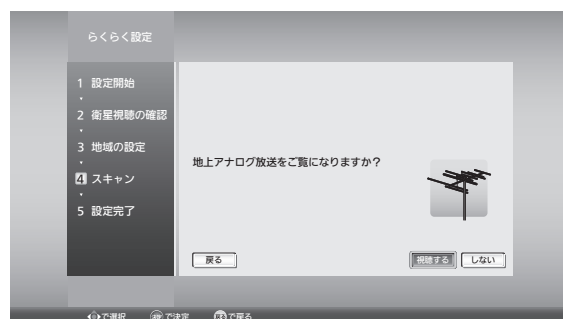 らくらく設定
1 設定開始
2 衛星視聴の確認
3 地域の設定
4 スキャン
5 設定完了
地上アナログ放送をご覧になりますか?
戻る
視聴する
しない
で選択
で決定
で戻る